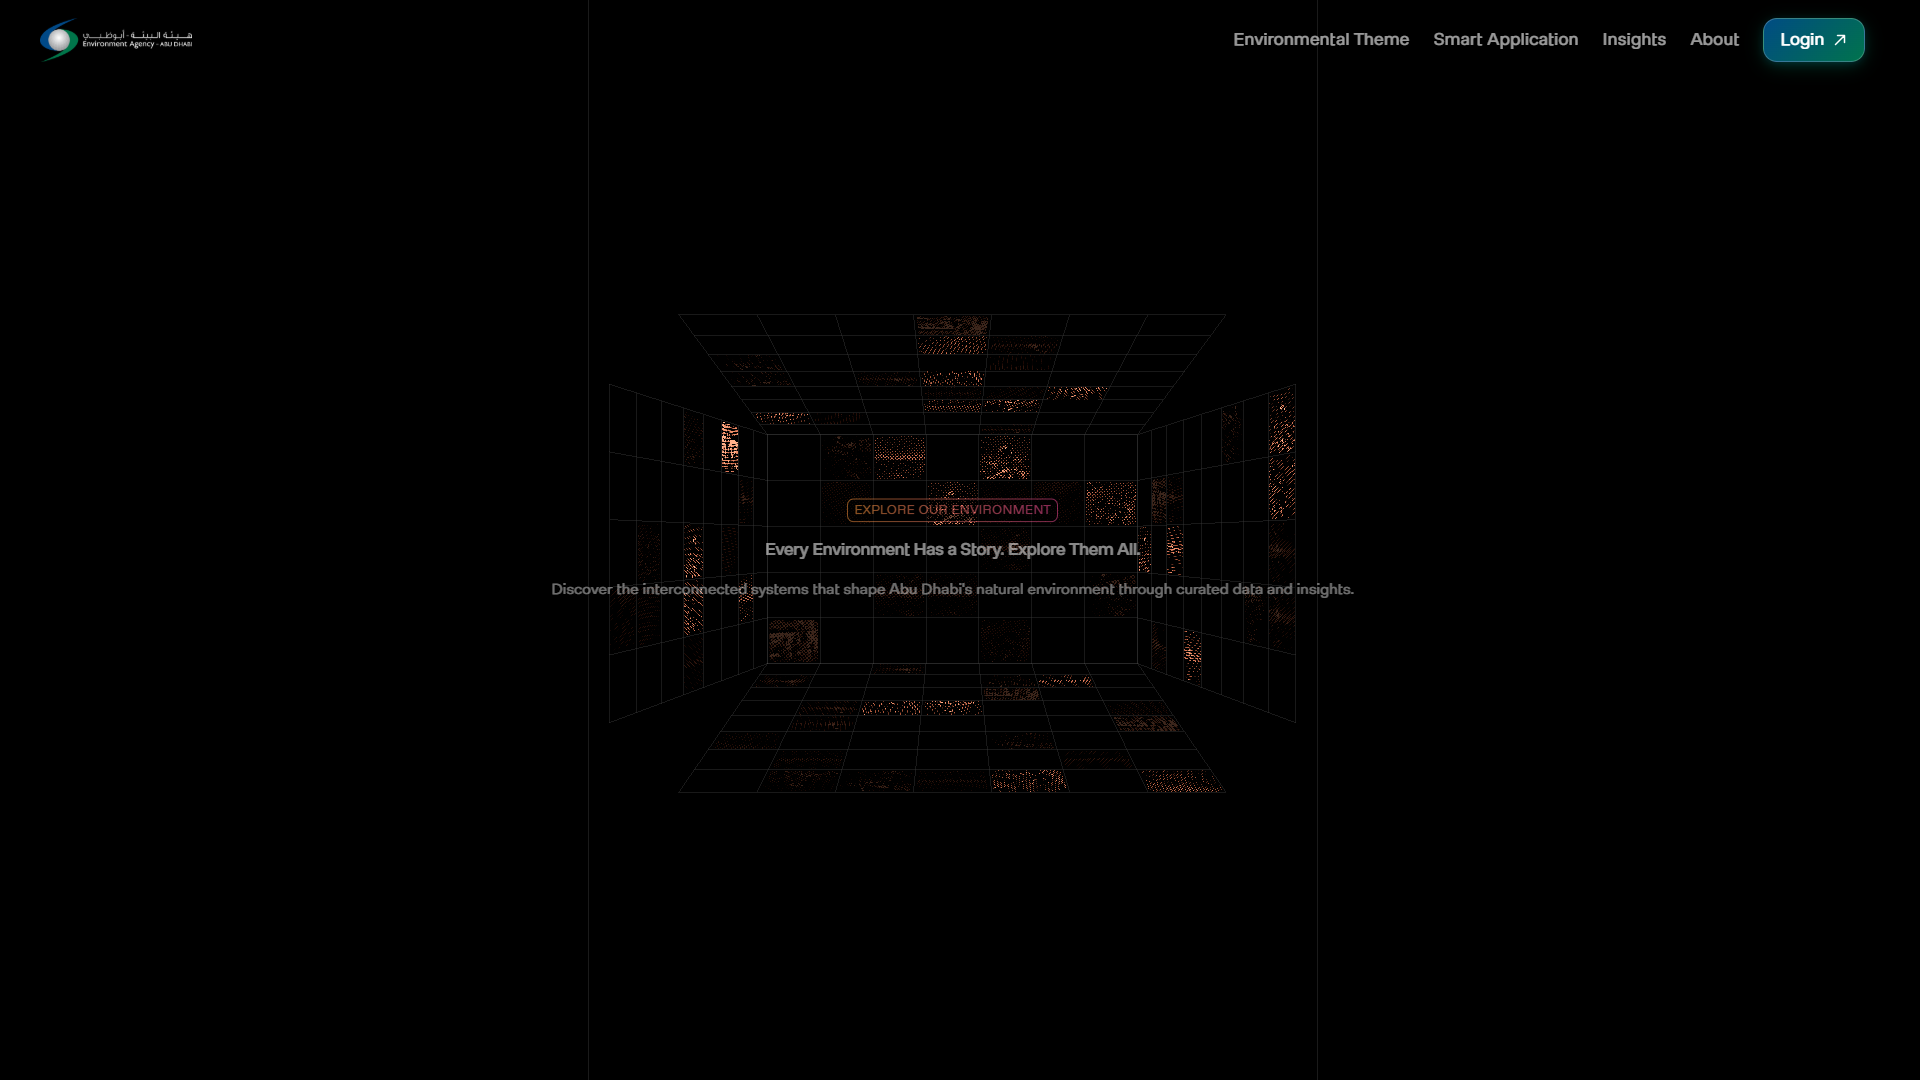 هيئة البيئة - أبوظبي
Environment Agency - ABU DHABI
Environmental Theme
Smart Application
Insights
About
Login
EXPLORE OUR ENVIRONMENT
Every Environment Has a Story. Explore Them All.
Discover the interconnected systems that shape Abu Dhabi's natural environment through curated data and insights.